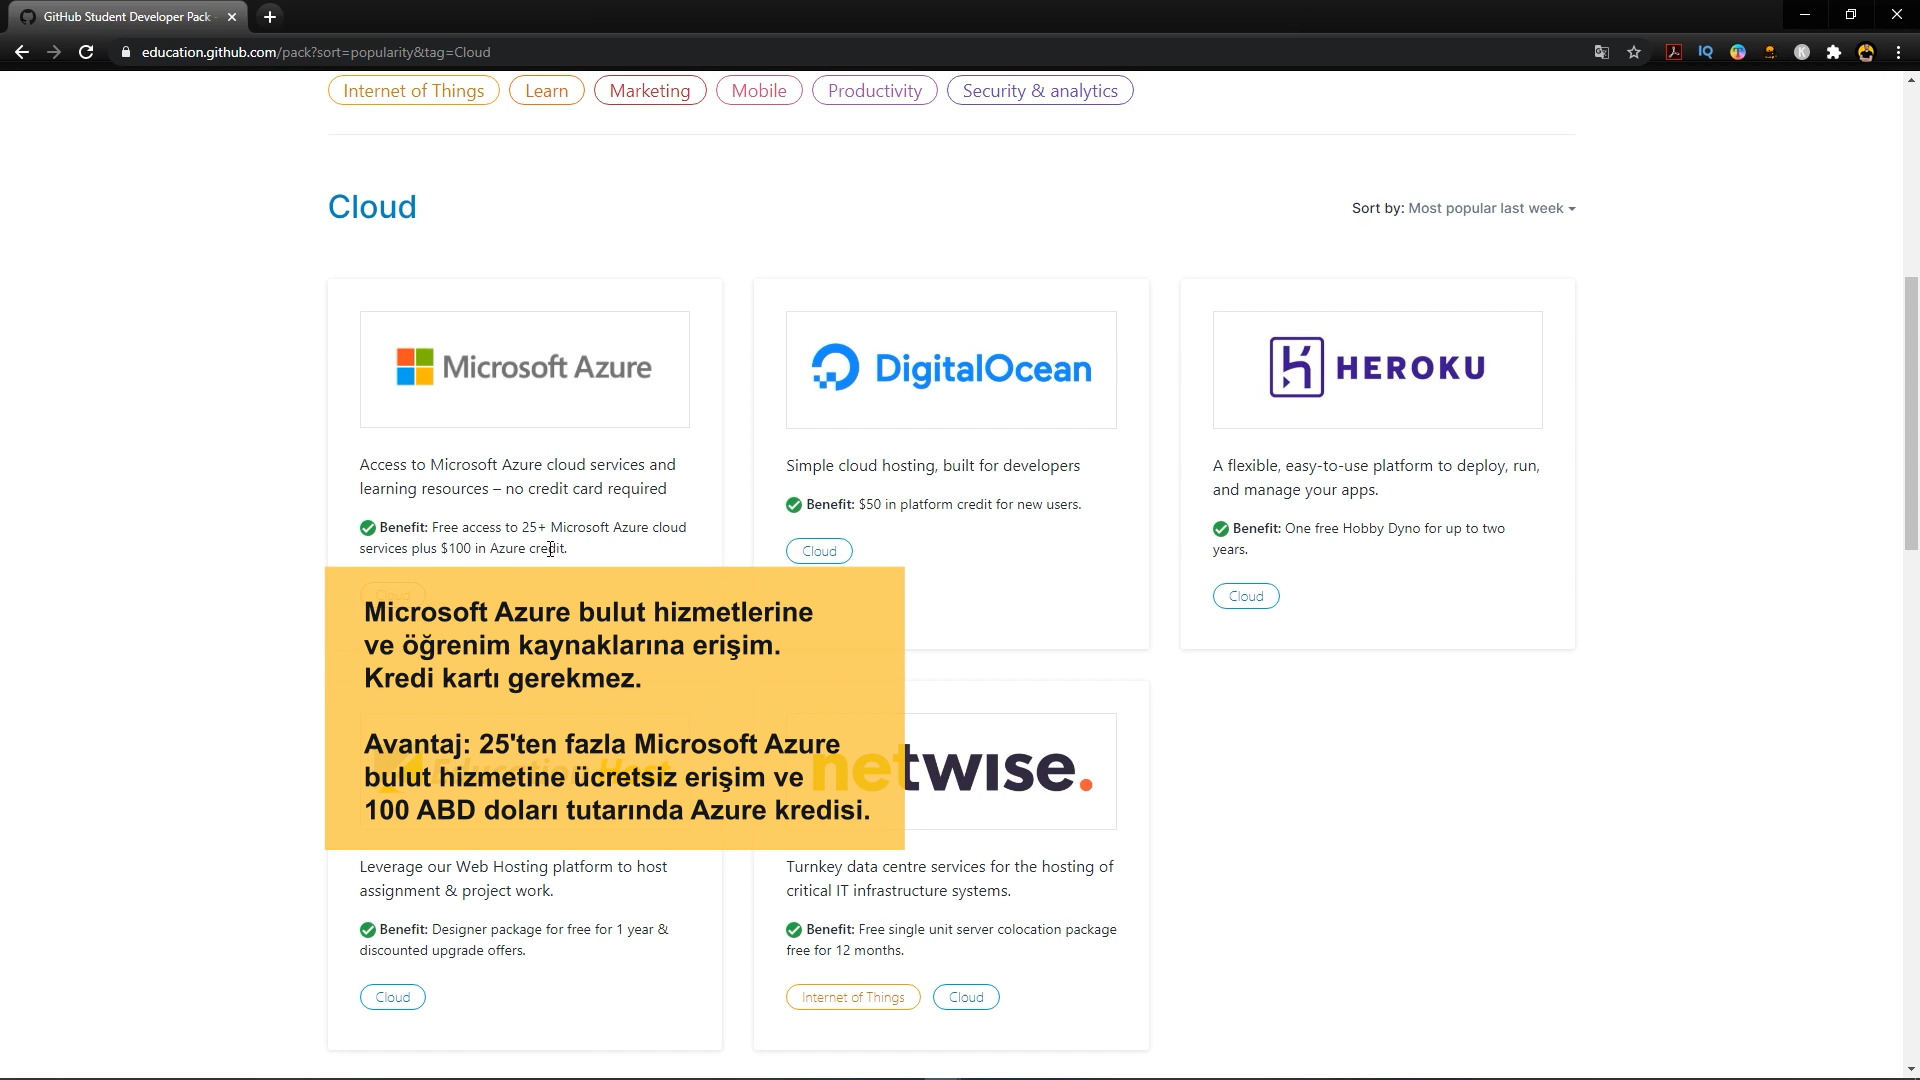 GitHub Student Developer Pack
education.github.com/pack?sort=popularity&tag=Cloud
Internet of Things
Learn
Marketing
Mobile
Productivity
Security & analytics
Cloud
Sort by: Most popular last week
Microsoft Azure
Access to Microsoft Azure cloud services and
learning resources – no credit card required
Benefit: Free access to 25+ Microsoft Azure cloud
services plus $100 in Azure credit.
Cloud
DigitalOcean
Simple cloud hosting, built for developers
Benefit: $50 in platform credit for new users.
Cloud
HEROKU
A flexible, easy-to-use platform to deploy, run,
and manage your apps.
Benefit: One free Hobby Dyno for up to two
years.
Cloud
Microsoft Azure bulut hizmetlerine
ve öğrenim kaynaklarına erişim.
Kredi kartı gerekmez.
Avantaj: 25'ten fazla Microsoft Azure
bulut hizmetine ücretsiz erişim ve
100 ABD doları tutarında Azure kredisi.
Leverage our Web Hosting platform to host
assignment & project work.
Benefit: Designer package for free for 1 year &
discounted upgrade offers.
Cloud
netwise.
Turnkey data centre services for the hosting of
critical IT infrastructure systems.
Benefit: Free single unit server colocation package
free for 12 months.
Internet of Things
Cloud